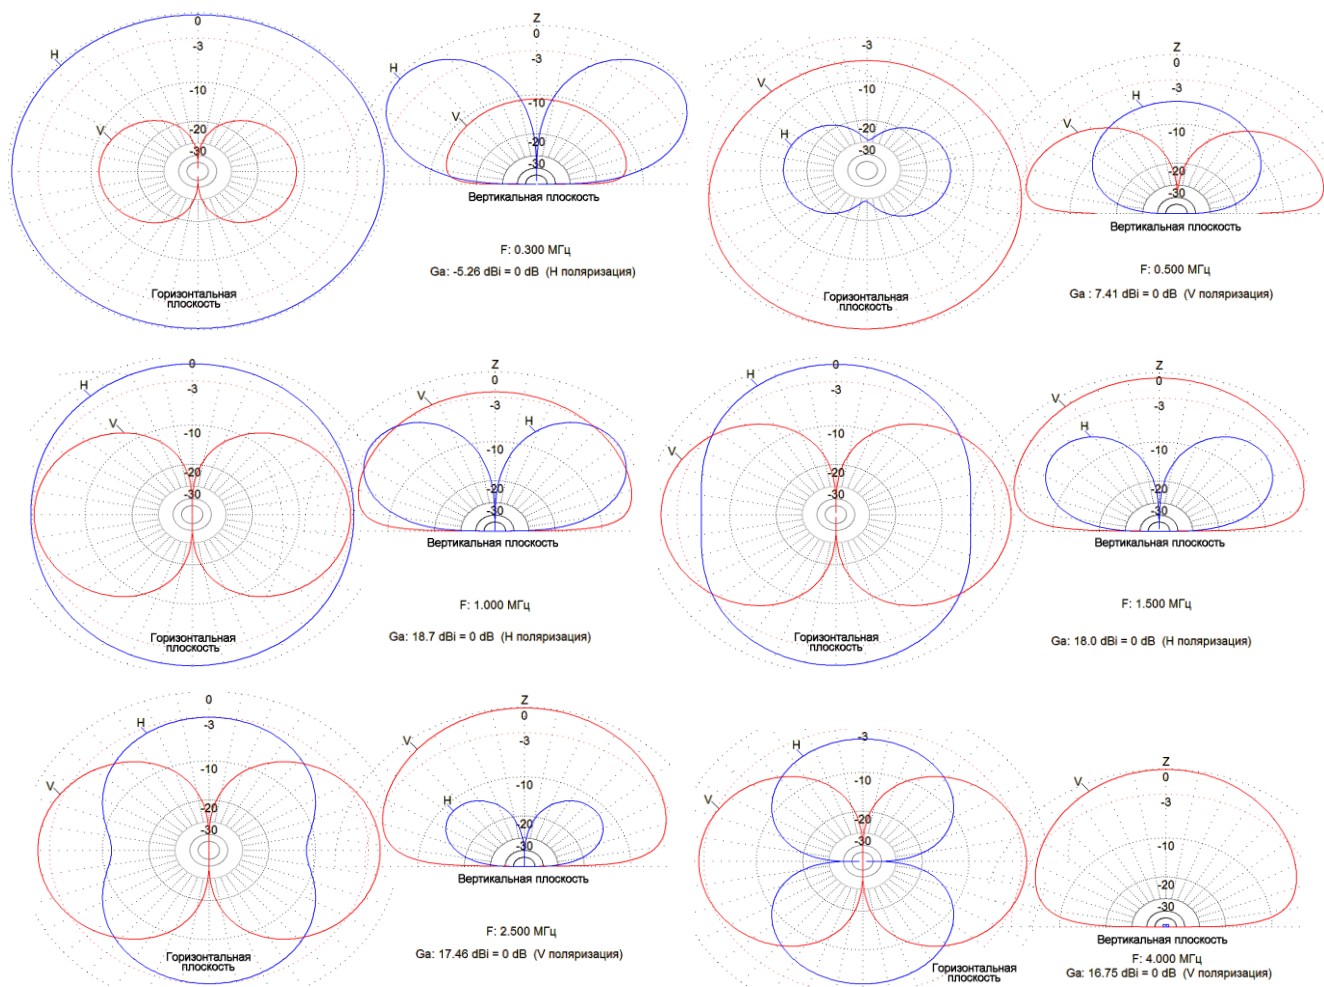 0
-3
-10
-20
-30
H
V
Горизонтальная
плоскость
Z
0
-3
-10
-20
-30
H
V
Вертикальная плоскость
F: 0.300 МГц
Ga: -5.26 dBi = 0 dB (H поляризация)
-3
-10
-20
-30
V
H
Горизонтальная
плоскость
Z
0
-3
-10
-20
-30
H
V
Вертикальная плоскость
F: 0.500 МГц
Ga : 7.41 dBi = 0 dB (V поляризация)
0
-3
-10
-20
-30
H
V
Горизонтальная
плоскость
Z
0
-3
-10
-20
-30
V
H
Вертикальная плоскость
F: 1.000 МГц
Ga: 18.7 dBi = 0 dB (H поляризация)
0
-3
-10
-20
-30
H
V
Горизонтальная
плоскость
Z
0
-3
-10
-20
-30
V
H
Вертикальная плоскость
F: 1.500 МГц
Ga: 18.0 dBi = 0 dB (H поляризация)
0
-3
-10
-20
-30
H
V
Горизонтальная
плоскость
Z
0
-3
-10
-20
-30
V
H
Вертикальная плоскость
F: 2.500 МГц
Ga: 17.46 dBi = 0 dB (V поляризация)
-3
-10
-20
-30
H
V
Горизонтальная
плоскость
Z
0
-3
-10
-20
-30
V
Вертикальная плоскость
F: 4.000 МГц
Ga: 16.75 dBi = 0 dB (V поляризация)